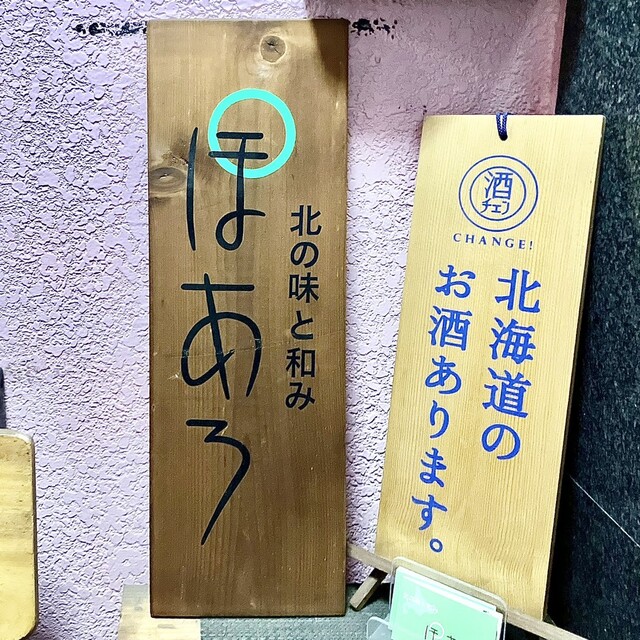 ほあろ
北の味と和み
酒
チェン
CHANGE!
北海道の
お酒あります。
ほ